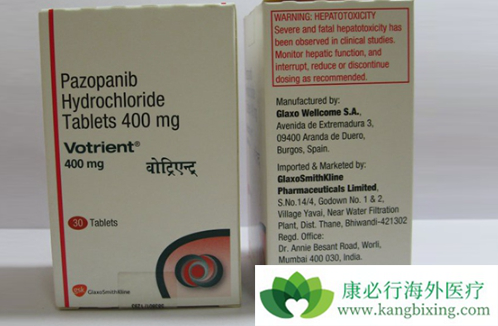 Pazopanib
Hydrochloride
Tablets 400 mg
Votrient®
400 mg
वोट्रिएन्ट
30 Tablets
gsk GlaxoSmithKline
WARNING: HEPATOTOXICITY
Severe and fatal hepatotoxicity has
been observed in clinical studies.
Monitor hepatic function, and
interrupt, reduce or discontinue
dosing as recommended.
Manufactured by:
Glaxo Wellcome S.A.,
Avenida de Extremadura 3,
09400 Aranda de Duero,
Burgos, Spain.
Imported & Marketed by:
GlaxoSmithKline
Pharmaceuticals Limited,
S.No.14/4, Godown No. 1 & 2,
Village Yavai, Near Water Filtration
Plant, Dist. Thane, Bhiwandi-421302
Regd. Office:
Dr. Annie Besant Road, Worli,
Mumbai 400 030, India.
康必行海外医疗
www.kangbixing.com